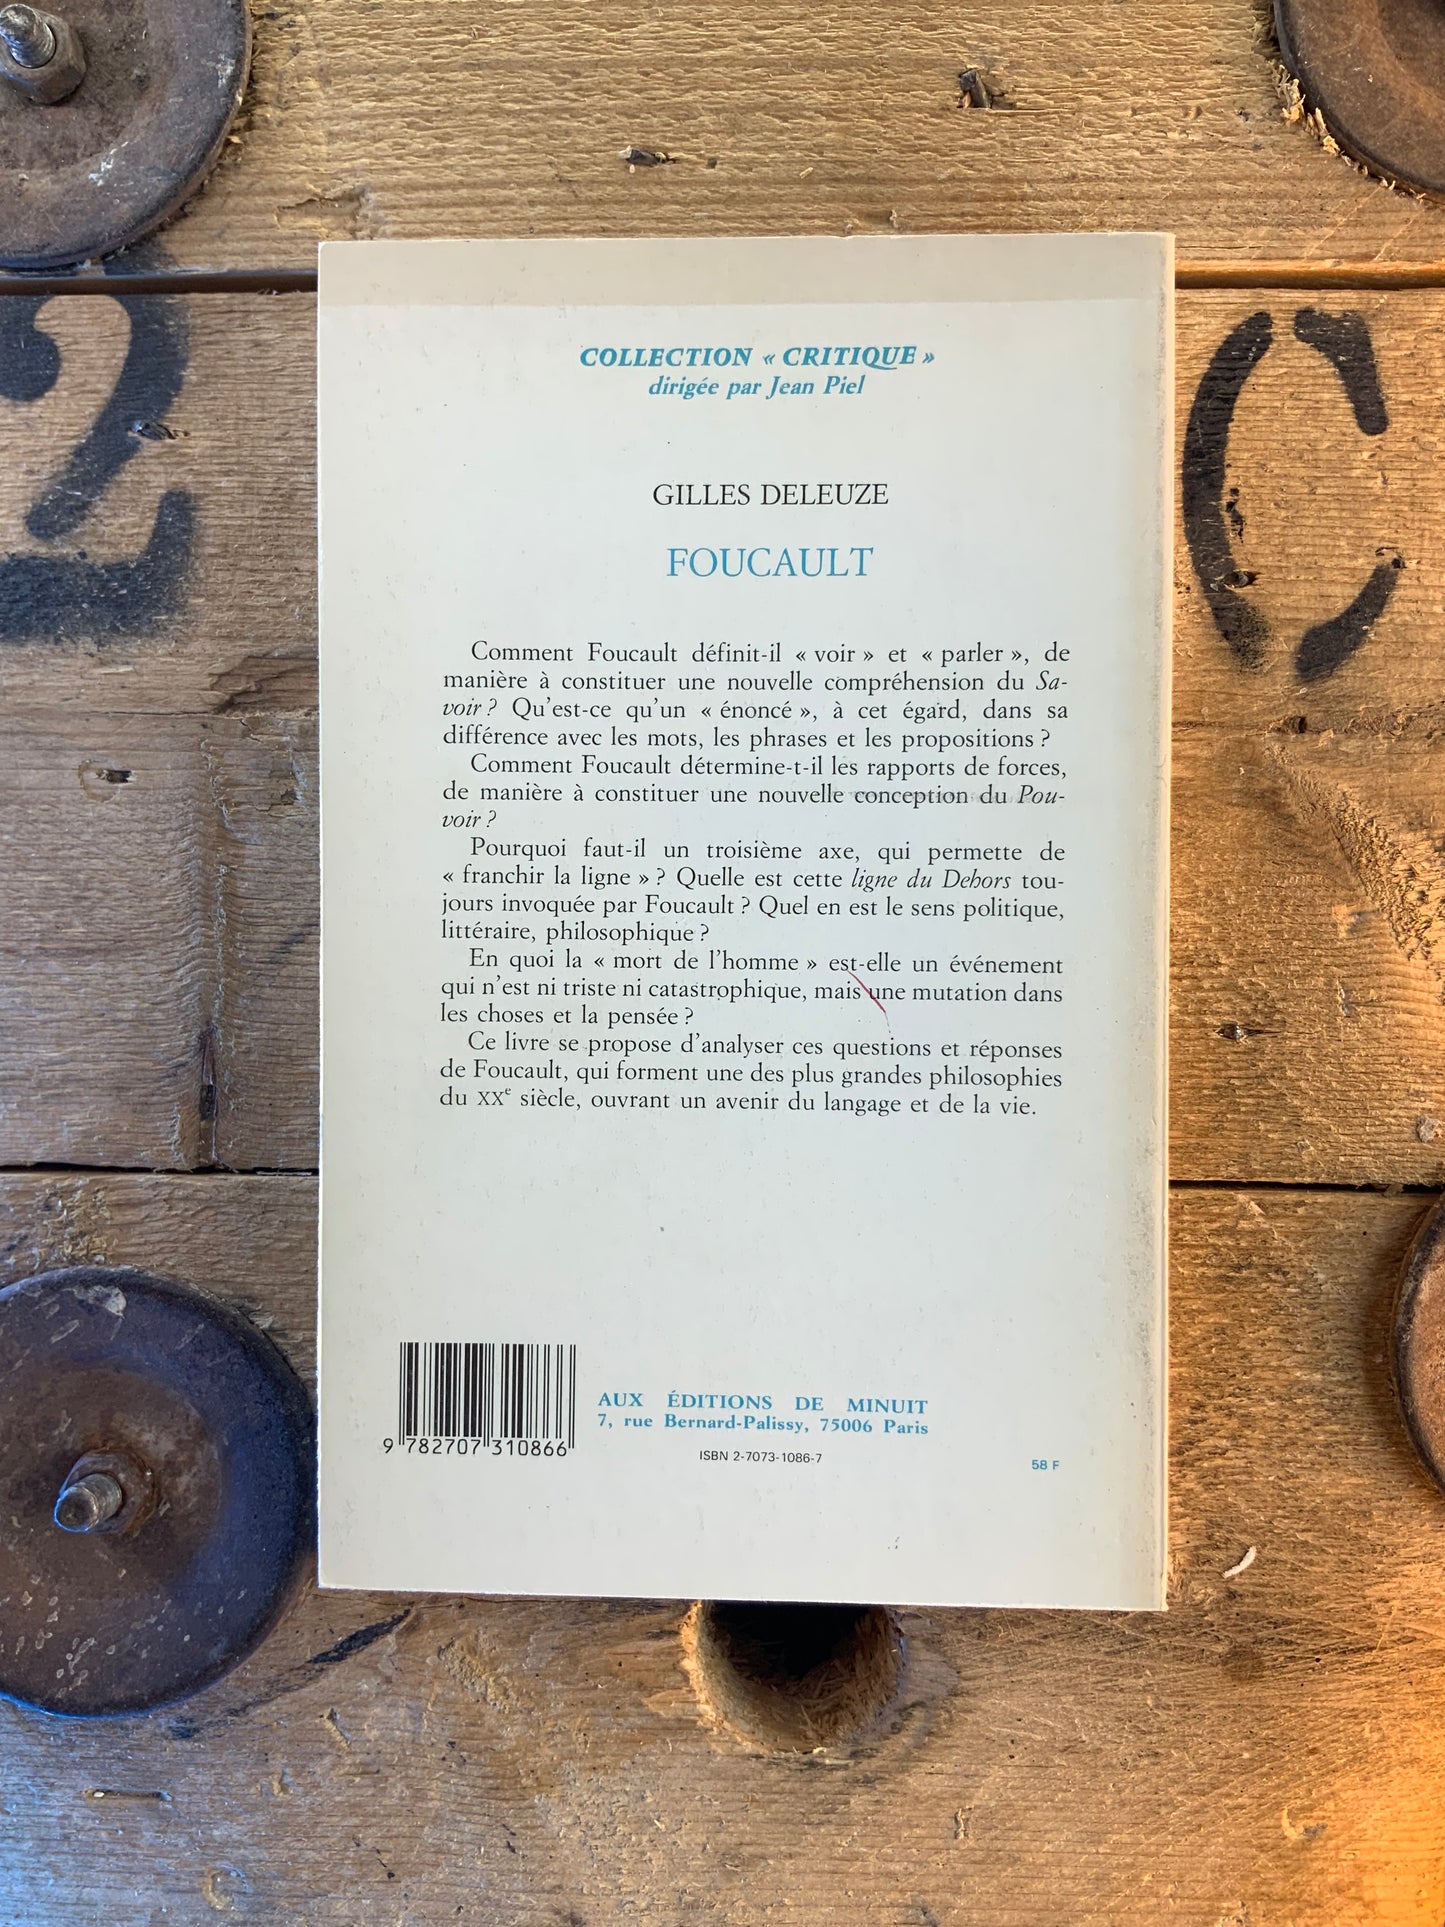 COLLECTION « CRITIQUE »
dirigée par Jean Piel
GILLES DELEUZE
FOUCAULT
Comment Foucault définit-il « voir » et « parler », de
manière à constituer une nouvelle compréhension du Sa-
voir ? Qu'est-ce qu'un « énoncé », à cet égard, dans sa
différence avec les mots, les phrases et les propositions ?
Comment Foucault détermine-t-il les rapports de forces,
de manière à constituer une nouvelle conception du Pou-
voir ?
Pourquoi faut-il un troisième axe, qui permette de
« franchir la ligne » ? Quelle est cette ligne du Dehors tou-
jours invoquée par Foucault ? Quel en est le sens politique,
littéraire, philosophique ?
En quoi la « mort de l'homme » est-elle un événement
qui n'est ni triste ni catastrophique, mais une mutation dans
les choses et la pensée ?
Ce livre se propose d'analyser ces questions et réponses
de Foucault, qui forment une des plus grandes philosophies
du XXe siècle, ouvrant un avenir du langage et de la vie.
AUX ÉDITIONS DE MINUIT
7, rue Bernard-Palissy, 75006 Paris
ISBN 2-7073-1086-7
9 782707 310866
58 F
2
C